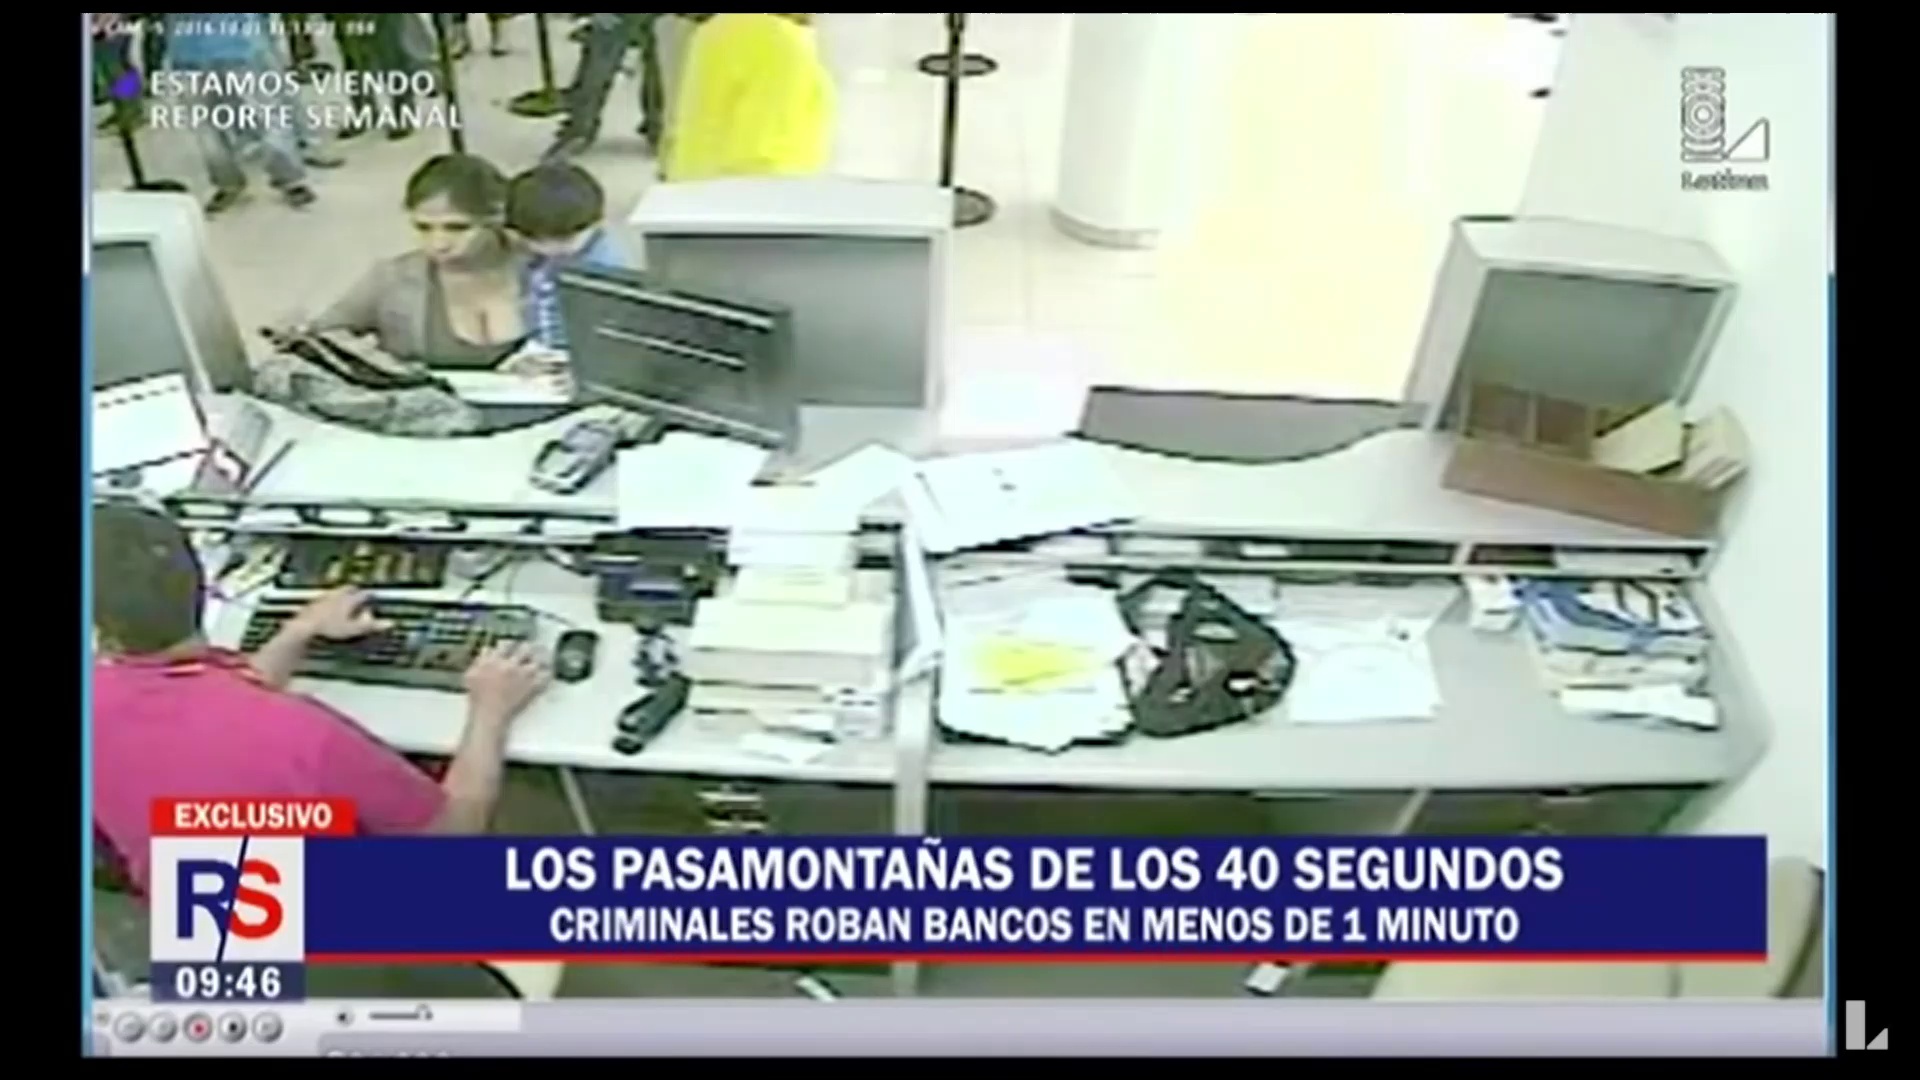 ESTAMOS VIENDO
REPORTE SEMANAL
Latina
EXCLUSIVO
RS
LOS PASAMONTAÑAS DE LOS 40 SEGUNDOS
CRIMINALES ROBAN BANCOS EN MENOS DE 1 MINUTO
09:46